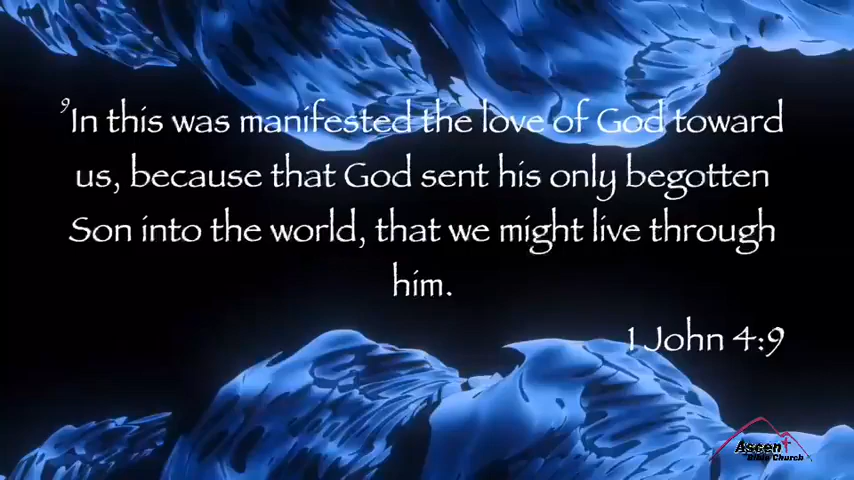 ⁹In this was manifested the love of God toward
us, because that God sent his only begotten
Son into the world, that we might live through
him.
1 John 4:9
Ascent
Bible Church